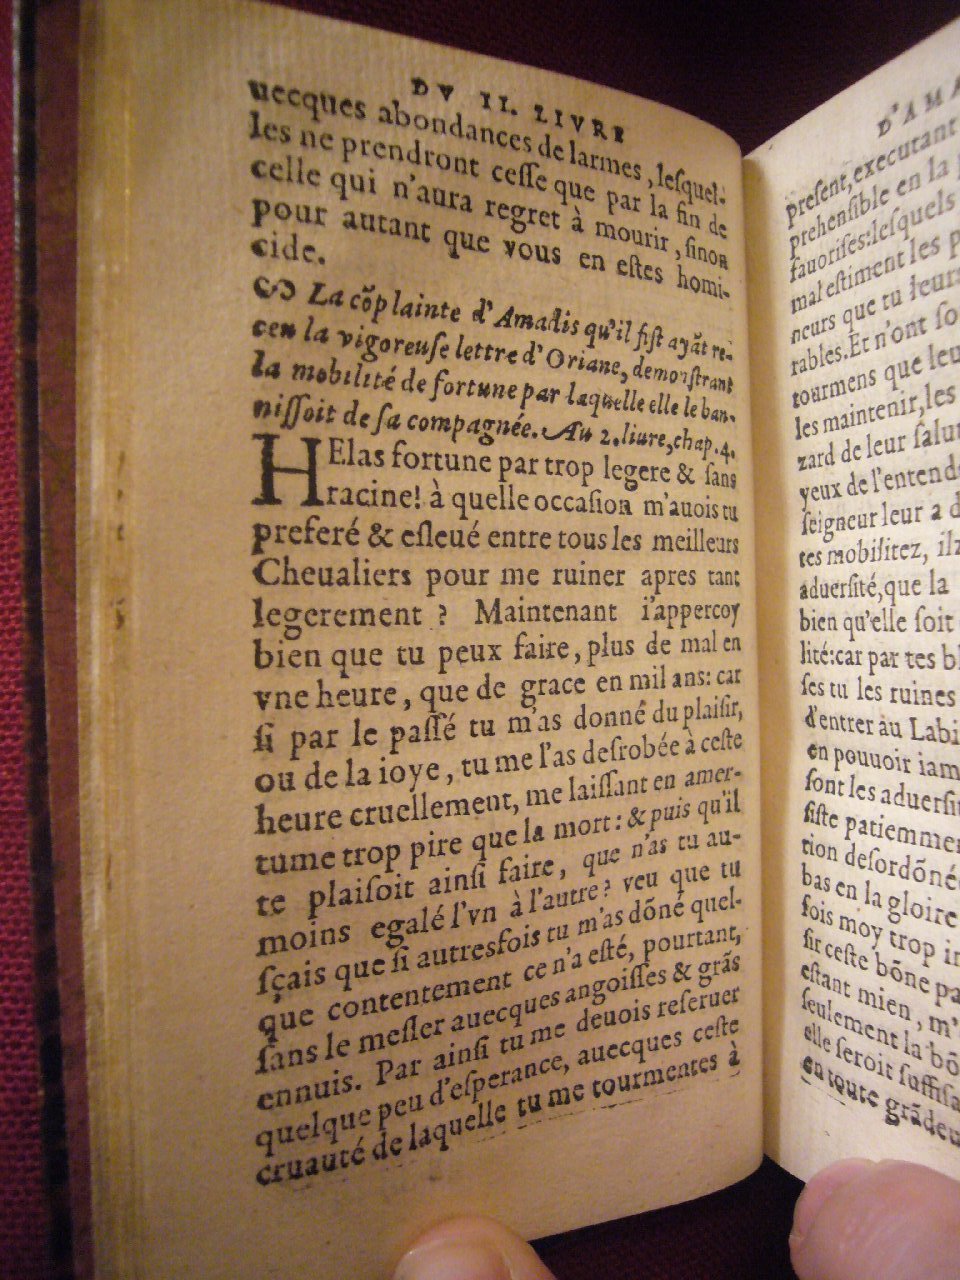 DV II. LIVRE
uecques abondances de larmes, leſquel-
les ne prendront ceſſe que par la fin de
celle qui n'aura regret à mourir, ſinon
pour autant que vous en eſtes homi-
cide.
La cõplainte d'Amadis qu'il fiſt ayãt re-
ceu la vigoreuſe lettre d'Oriane, demonſtrant
la mobilité de fortune par laquelle elle le ban-
niſſoit de ſa compagnée. Au 2. liure, chap. 4.
HElas fortune par trop legere & ſans
racine! à quelle occaſion m'auois tu
preferé & eſleué entre tous les meilleurs
Cheualiers pour me ruiner apres tant
legerement ? Maintenant i'appercoy
bien que tu peux faire, plus de mal en
vne heure, que de grace en mil ans: car
ſi par le paſſé tu m'as donné du plaiſir,
ou de la ioye, tu me l'as deſrobée à ceſte
heure cruellement, me laiſſant en amer-
tume trop pire que la mort: & puis qu'il
te plaiſoit ainſi faire, que n'as tu au-
moins egalé l'vn à l'autre? veu que tu
ſçais que ſi autresfois tu m'as dõné quel-
que contentement ce n'a eſté, pourtant,
ſans le meſler auecques angoiſſes & grãs
ennuis. Par ainſi tu me deuois reſeruer
quelque peu d'eſperance, auecques ceſte
cruauté de laquelle tu me tourmentes à
D'AMA
preſent, executant
prehenſible en la
fauoriſes: leſquels
mal eſtiment les
neurs que tu leurs
rables. Et n'ont
tourmens que leu
les maintenir, les
zard de leur ſalut
yeux de l'entende
ſeigneur leur a d
tes mobilitez, ilz
aduerſité, que la
bien qu'elle ſoit
lité: car par tes bl
ſes tu les ruines
d'entrer au Labi
en pouuoir iam
ſont les aduerſit
ſiſte patiemmen
tion deſordõnée
bas en la gloire
fois moy trop in
ſir ceſte bõne pa
eſtant mien, m'
ſeulement la bõ
elle ſeroit ſuffiſa
en toute grãdeu